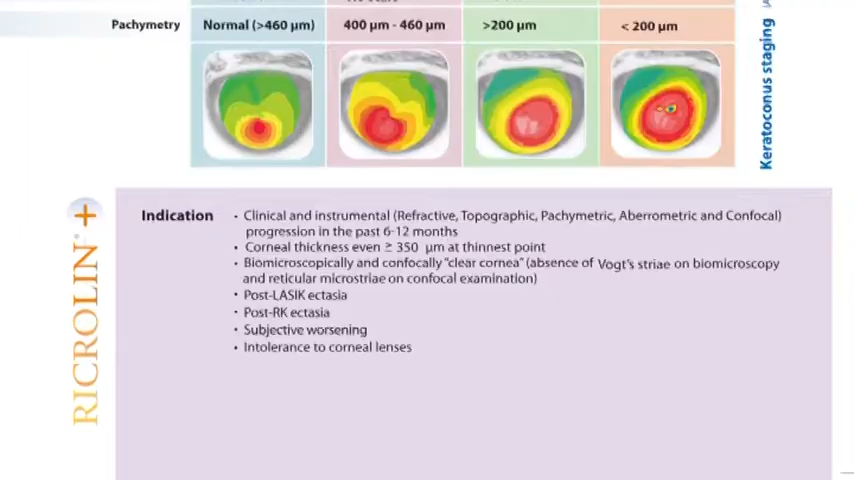 Pachymetry Normal (>460 µm) 400 µm - 460 µm >200 µm < 200 µm
Keratoconus staging
RICROLIN® +
Indication • Clinical and instrumental (Refractive, Topographic, Pachymetric, Aberrometric and Confocal)
progression in the past 6-12 months
• Corneal thickness even ≥ 350 µm at thinnest point
• Biomicroscopically and confocally "clear cornea" (absence of Vogt's striae on biomicroscopy
and reticular microstriae on confocal examination)
• Post-LASIK ectasia
• Post-RK ectasia
• Subjective worsening
• Intolerance to corneal lenses